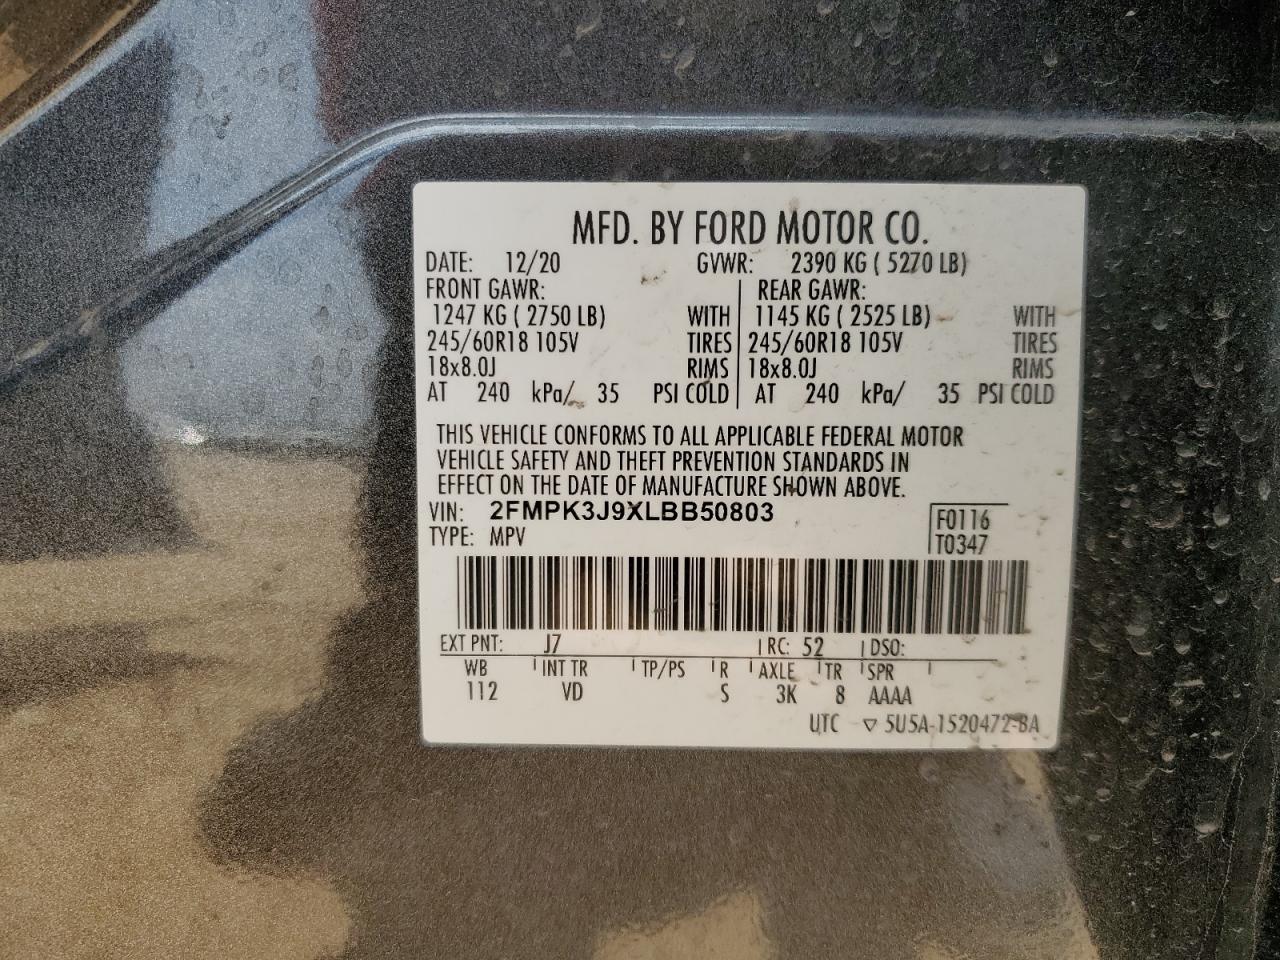 MFD. BY FORD MOTOR CO.
DATE: 12/20 GVWR: 2390 KG ( 5270 LB)
FRONT GAWR: REAR GAWR:
1247 KG ( 2750 LB) WITH 1145 KG ( 2525 LB) WITH
245/60R18 105V TIRES 245/60R18 105V TIRES
18x8.0J RIMS 18x8.0J RIMS
AT 240 kPa/ 35 PSI COLD AT 240 kPa/ 35 PSI COLD
THIS VEHICLE CONFORMS TO ALL APPLICABLE FEDERAL MOTOR
VEHICLE SAFETY AND THEFT PREVENTION STANDARDS IN
EFFECT ON THE DATE OF MANUFACTURE SHOWN ABOVE.
VIN: 2FMPK3J9XLBB50803 F0116
TYPE: MPV T0347
EXT PNT: J7 RC: 52 DSO:
WB INT TR TP/PS R AXLE TR SPR
112 VD S 3K 8 AAAA
UTC ▽ 5U5A-1520472-BA